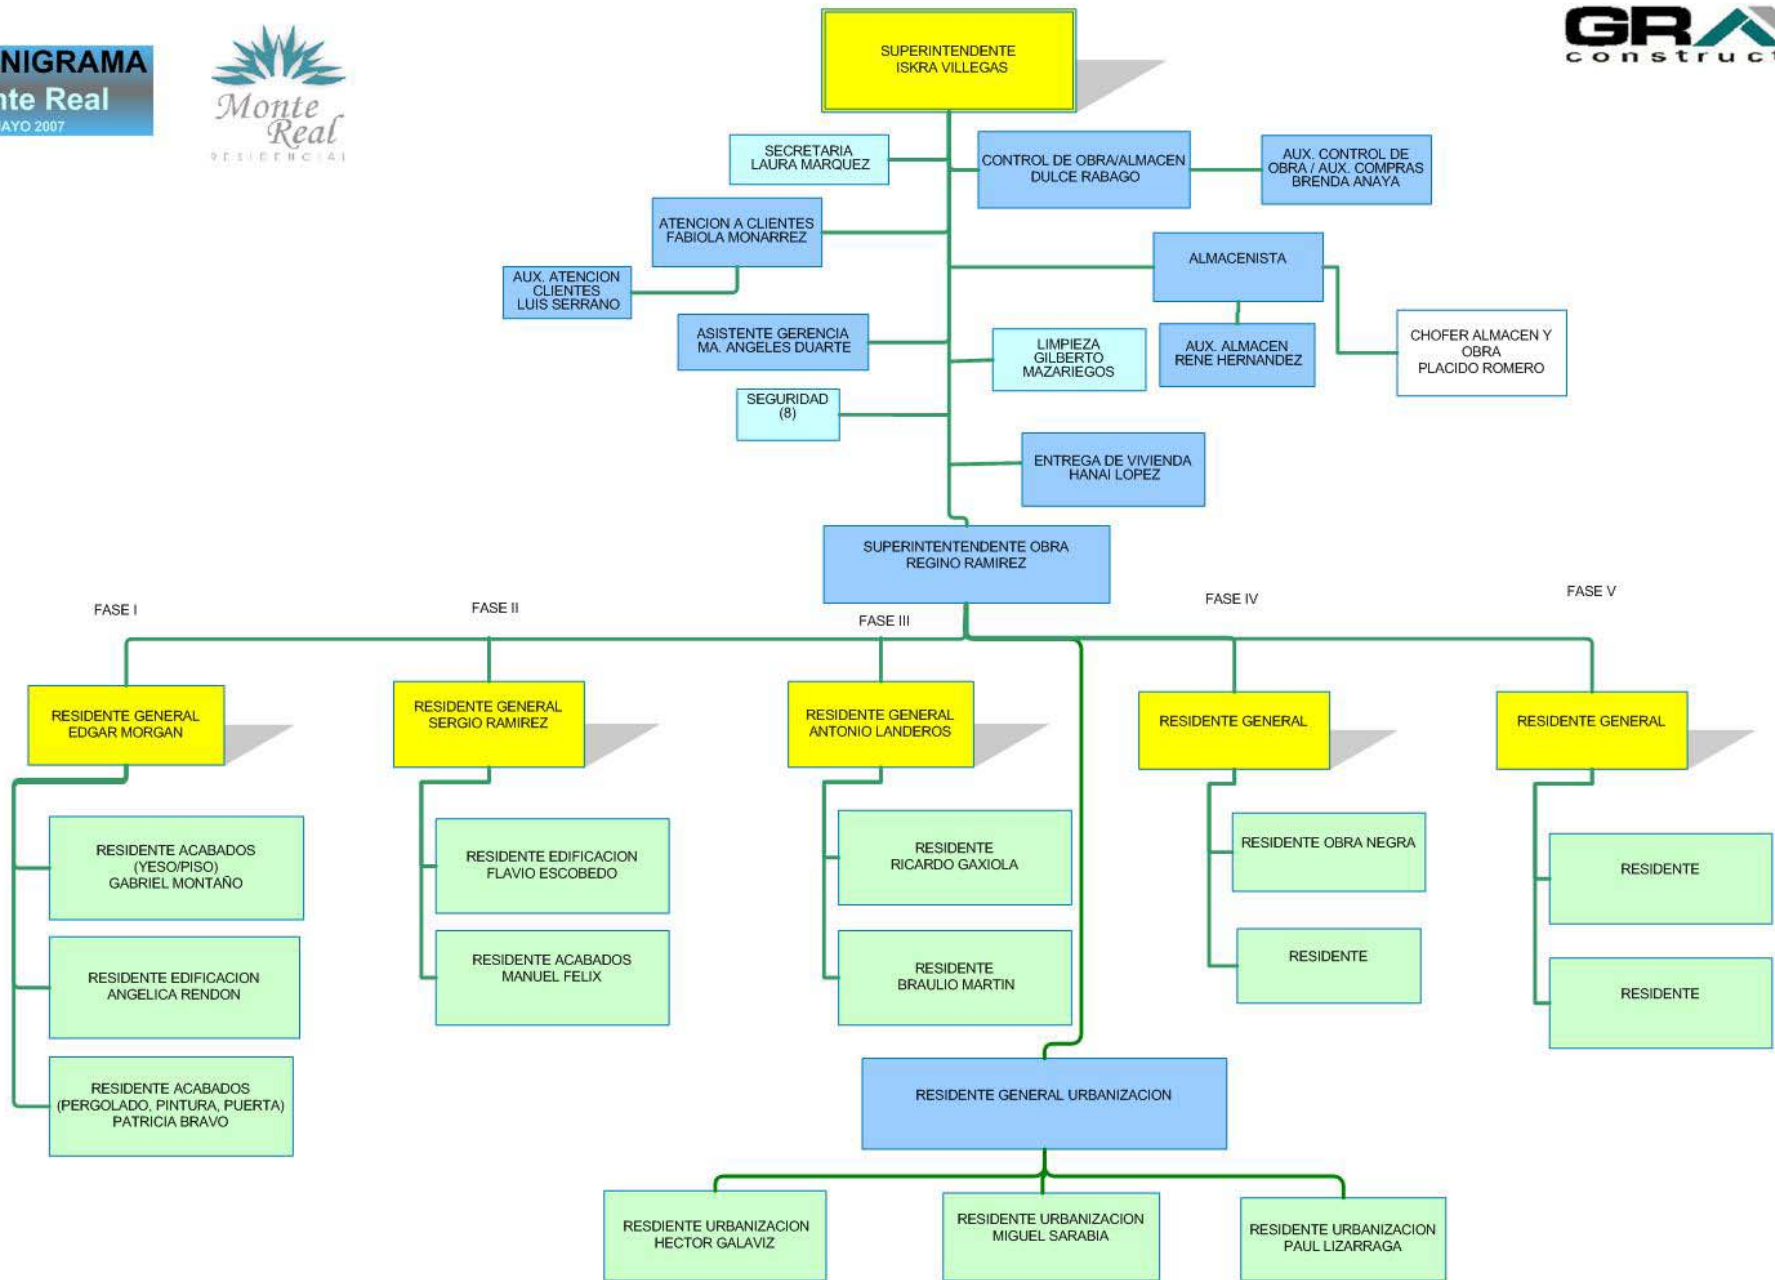 NIGRAMA
nte Real
AYO 2007
Monte
Real
RESIDENCIAL
GRA
construct
SUPERINTENDENTE
ISKRA VILLEGAS
SECRETARIA
LAURA MARQUEZ
CONTROL DE OBRA/ALMACEN
DULCE RABAGO
AUX. CONTROL DE
OBRA / AUX. COMPRAS
BRENDA ANAYA
ATENCION A CLIENTES
FABIOLA MONARREZ
AUX. ATENCION
CLIENTES
LUIS SERRANO
ALMACENISTA
ASISTENTE GERENCIA
MA. ANGELES DUARTE
LIMPIEZA
GILBERTO
MAZARIEGOS
AUX. ALMACEN
RENE HERNANDEZ
CHOFER ALMACEN Y
OBRA
PLACIDO ROMERO
SEGURIDAD
(8)
ENTREGA DE VIVIENDA
HANAI LOPEZ
SUPERINTENTENDENTE OBRA
REGINO RAMIREZ
FASE I
FASE II
FASE III
FASE IV
FASE V
RESIDENTE GENERAL
EDGAR MORGAN
RESIDENTE GENERAL
SERGIO RAMIREZ
RESIDENTE GENERAL
ANTONIO LANDEROS
RESIDENTE GENERAL
RESIDENTE GENERAL
RESIDENTE ACABADOS
(YESO/PISO)
GABRIEL MONTAÑO
RESIDENTE EDIFICACION
FLAVIO ESCOBEDO
RESIDENTE
RICARDO GAXIOLA
RESIDENTE OBRA NEGRA
RESIDENTE
RESIDENTE EDIFICACION
ANGELICA RENDON
RESIDENTE ACABADOS
MANUEL FELIX
RESIDENTE
BRAULIO MARTIN
RESIDENTE
RESIDENTE
RESIDENTE ACABADOS
(PERGOLADO, PINTURA, PUERTA)
PATRICIA BRAVO
RESIDENTE GENERAL URBANIZACION
RESDIENTE URBANIZACION
HECTOR GALAVIZ
RESIDENTE URBANIZACION
MIGUEL SARABIA
RESIDENTE URBANIZACION
PAUL LIZARRAGA